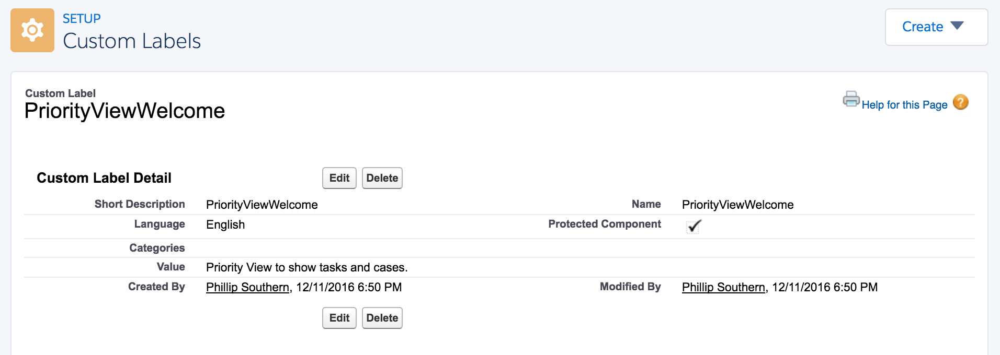 SETUP
Custom Labels
Create
Custom Label
PriorityViewWelcome
Help for this Page ?
Custom Label Detail Edit Delete
Short Description PriorityViewWelcome Name PriorityViewWelcome
Language English Protected Component
Categories
Value Priority View to show tasks and cases.
Created By Phillip Southern, 12/11/2016 6:50 PM Modified By Phillip Southern, 12/11/2016 6:50 PM
Edit Delete